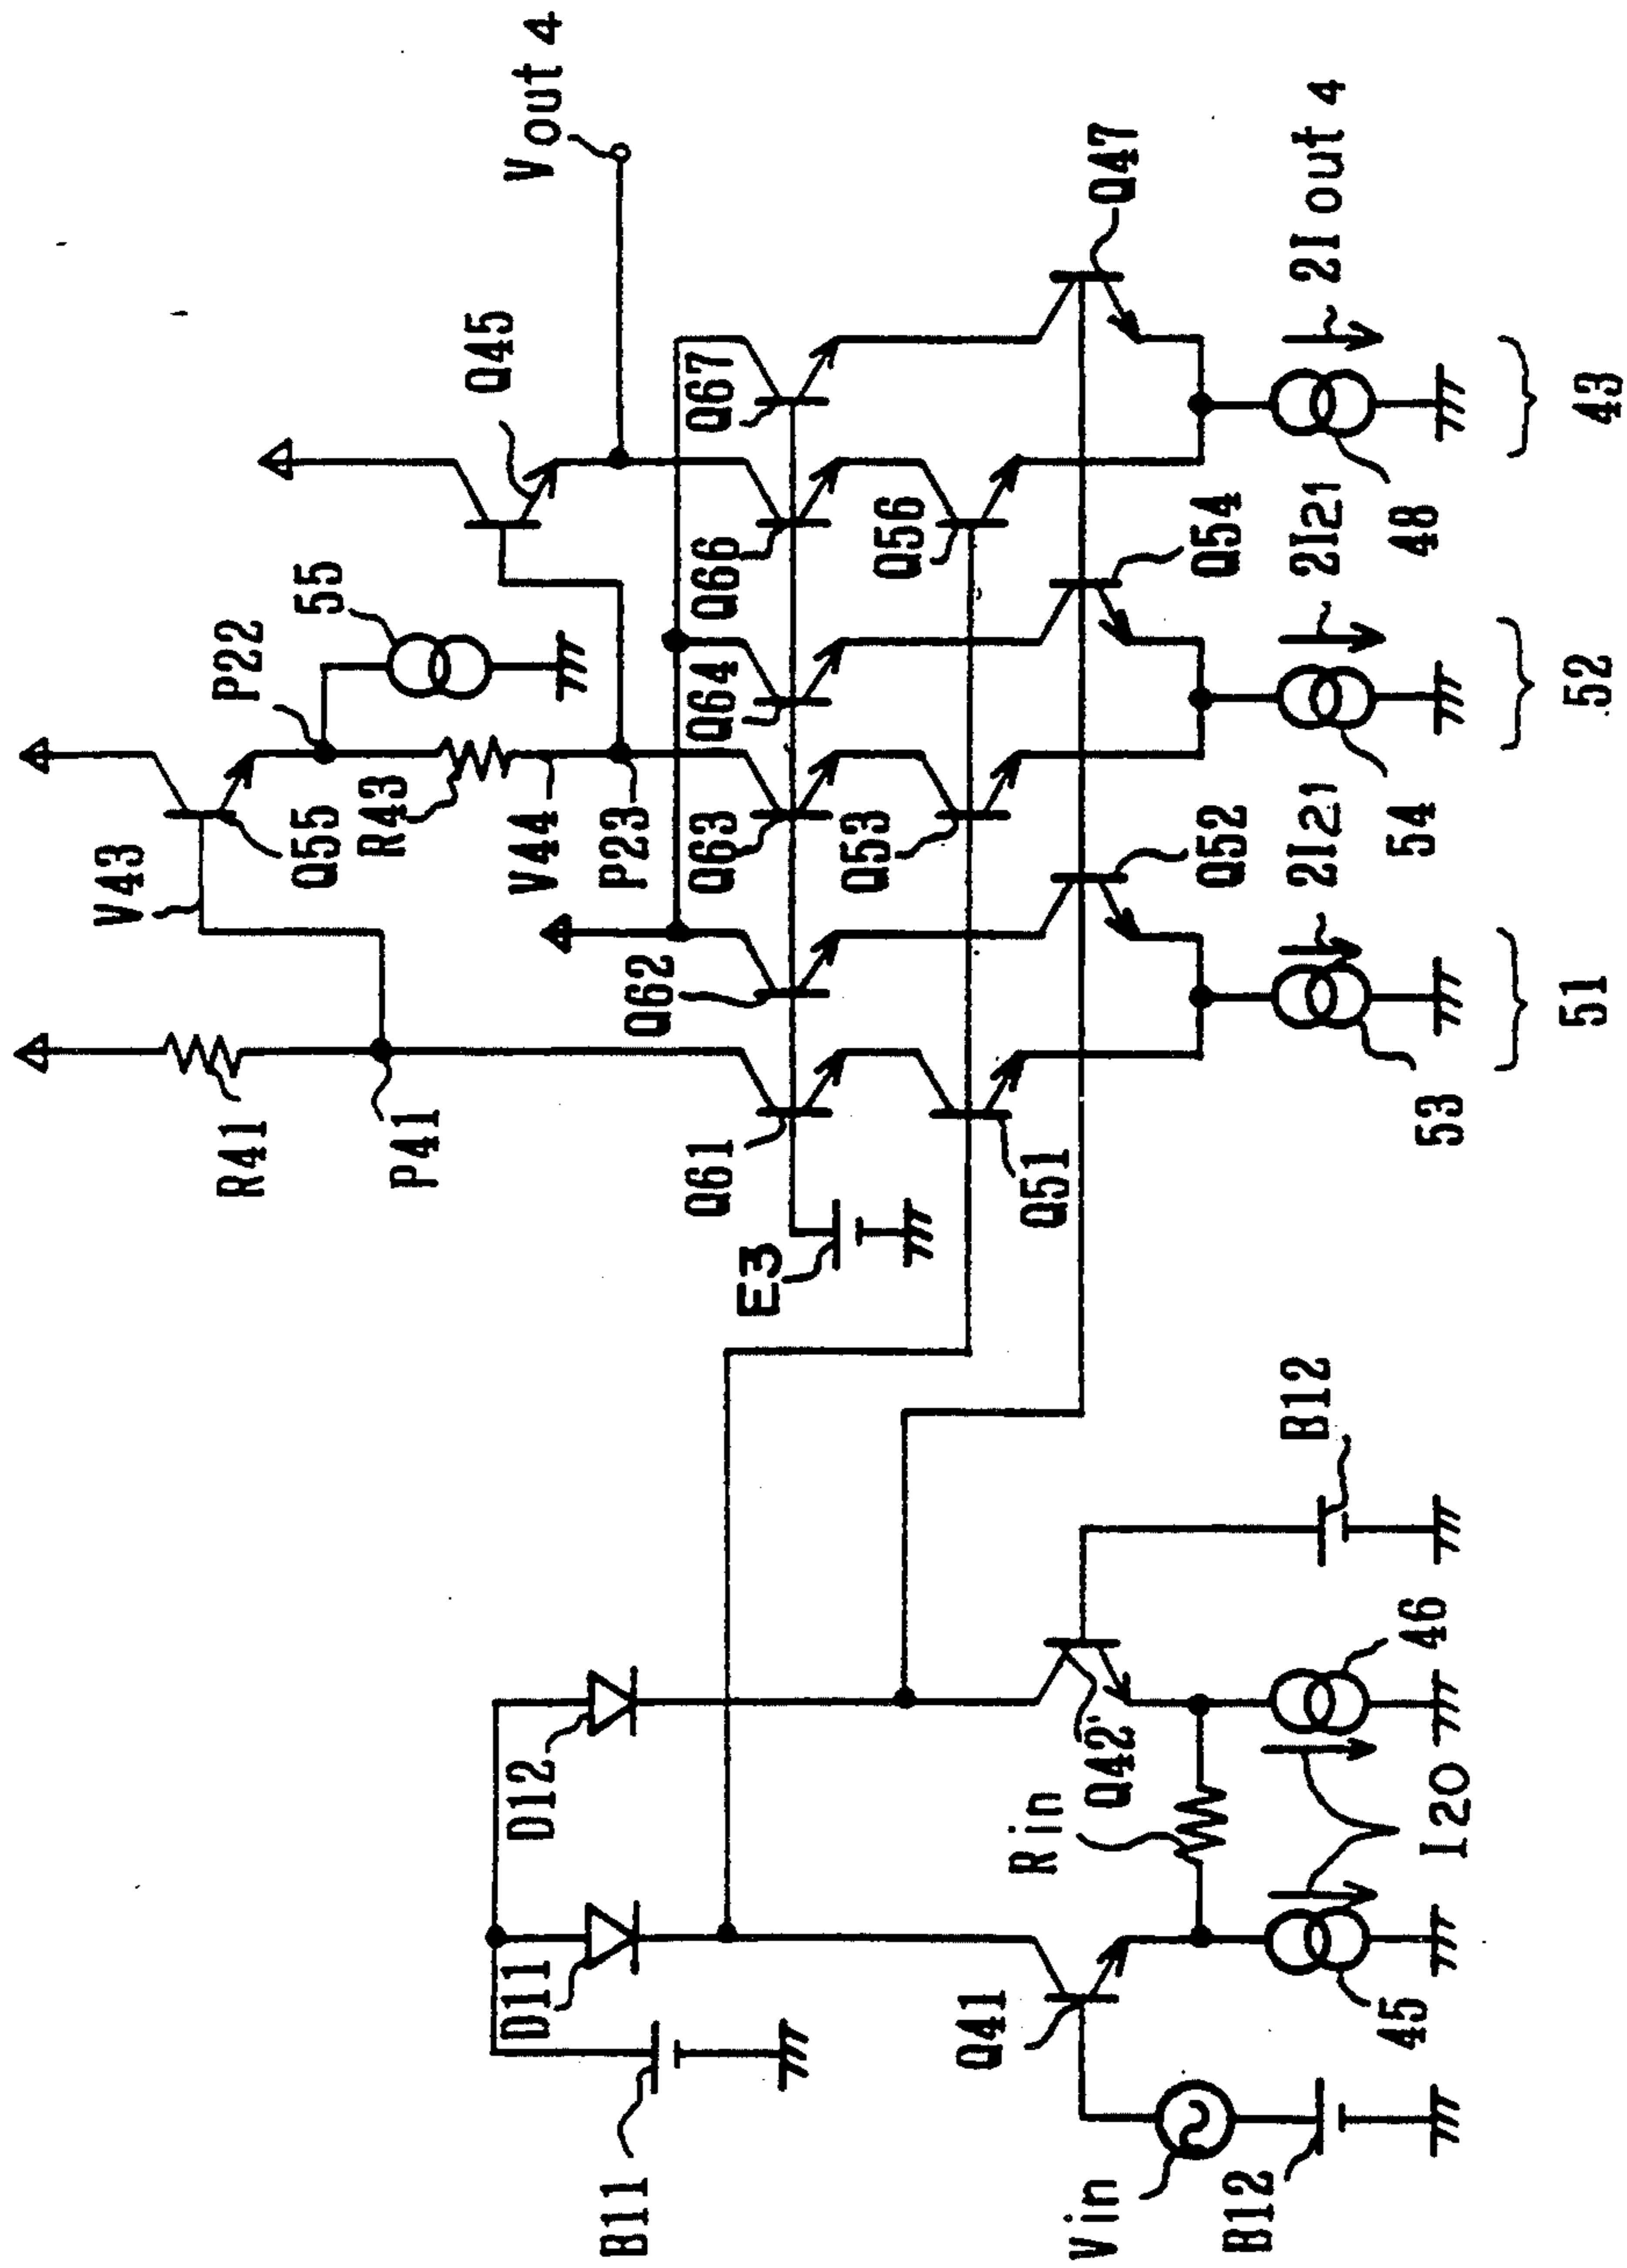 Vout 4
Q45
P22
55
V43
Q55
R43
V44
P23
R41
P41
Q61
Q62
Q63
Q64
Q66
Q67
E3
Q51
Q53
Q56
Q52
Q54
Q47
2I21
2I21
2Iout 4
53
54
48
51
52
43
B11
D11
D12
Q41
Q42'
Rin
Vin
B12
B12
45
46
I20